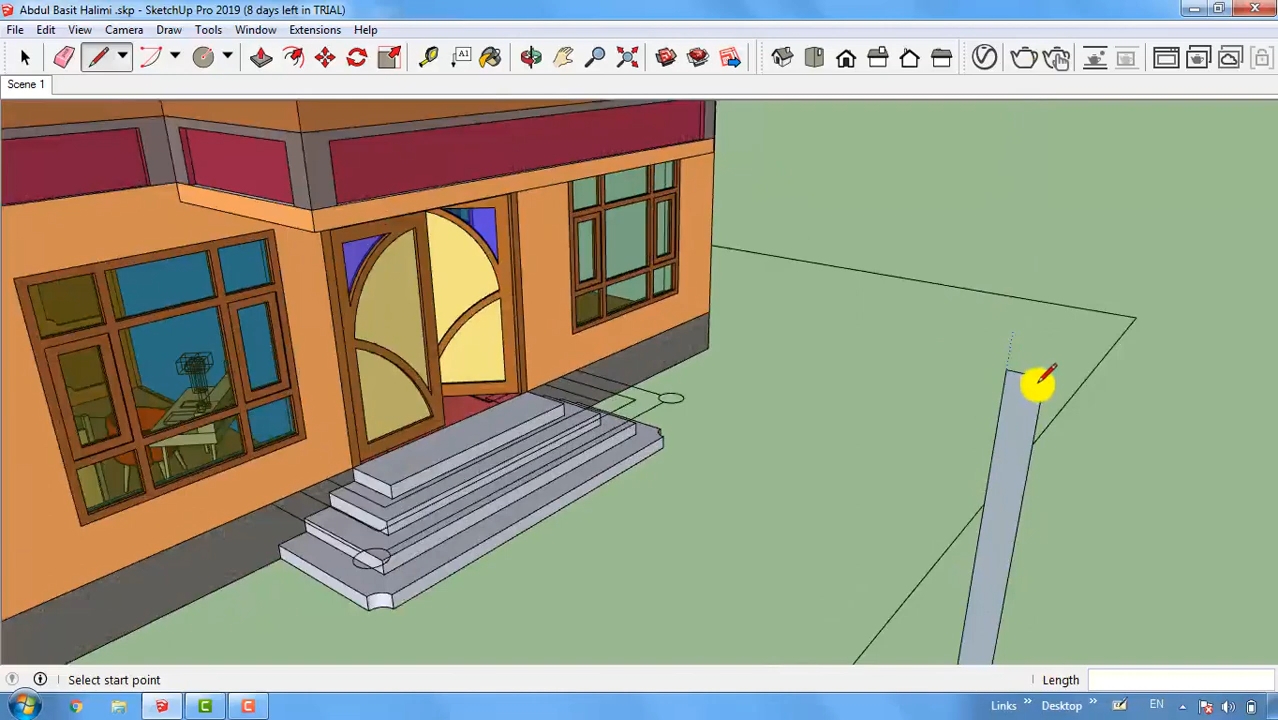 Abdul Basit Halimi .skp - SketchUp Pro 2019 (8 days left in TRIAL)
File Edit View Camera Draw Tools Window Extensions Help
A1
Scene 1
Select start point
Length
Links » Desktop » EN